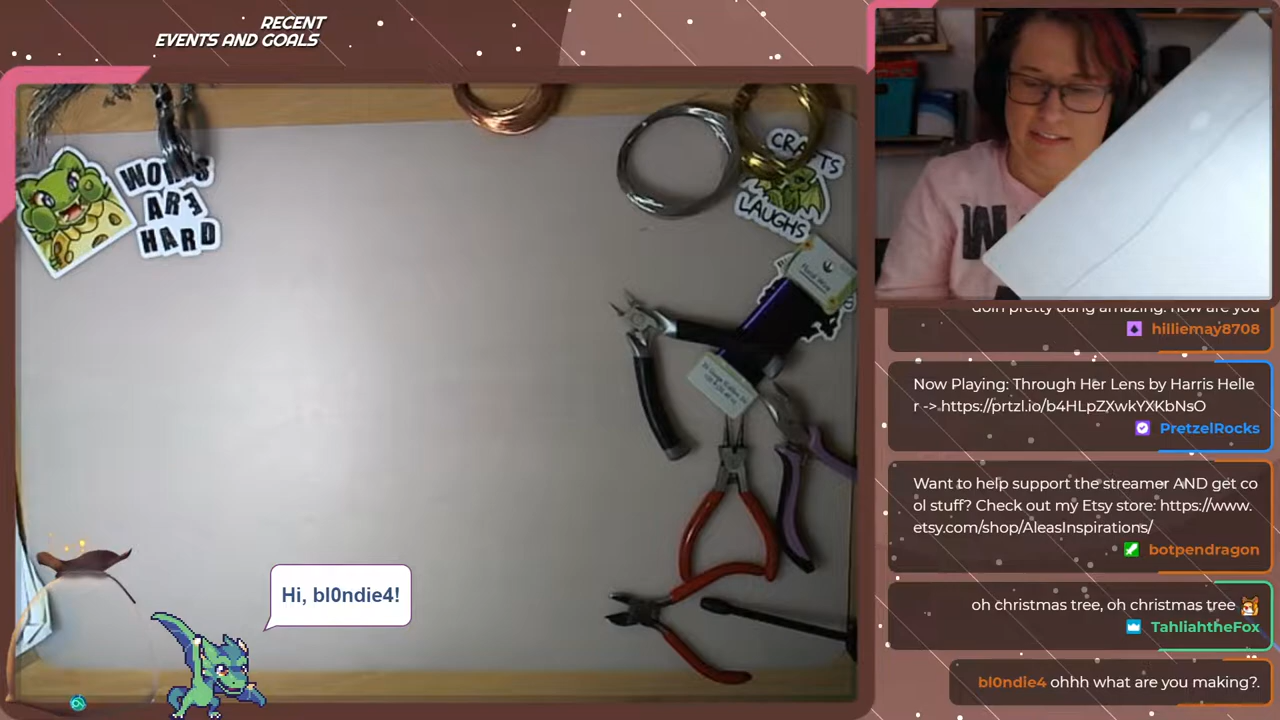 RECENT
EVENTS AND GOALS
WORDS
ARE
HARD
CRAFTS
LAUGHS
Hi, bl0ndie4!
W
doin pretty dang amazing. how are you
hilliemay8708
Now Playing: Through Her Lens by Harris Helle
r -> https://prtzl.io/b4HLpZXwkYXKbNsO
PretzelRocks
Want to help support the streamer AND get co
ol stuff? Check out my Etsy store: https://www.
etsy.com/shop/AleasInspirations/
botpendragon
oh christmas tree, oh christmas tree
TahliahtheFox
bl0ndie4 ohhh what are you making?.